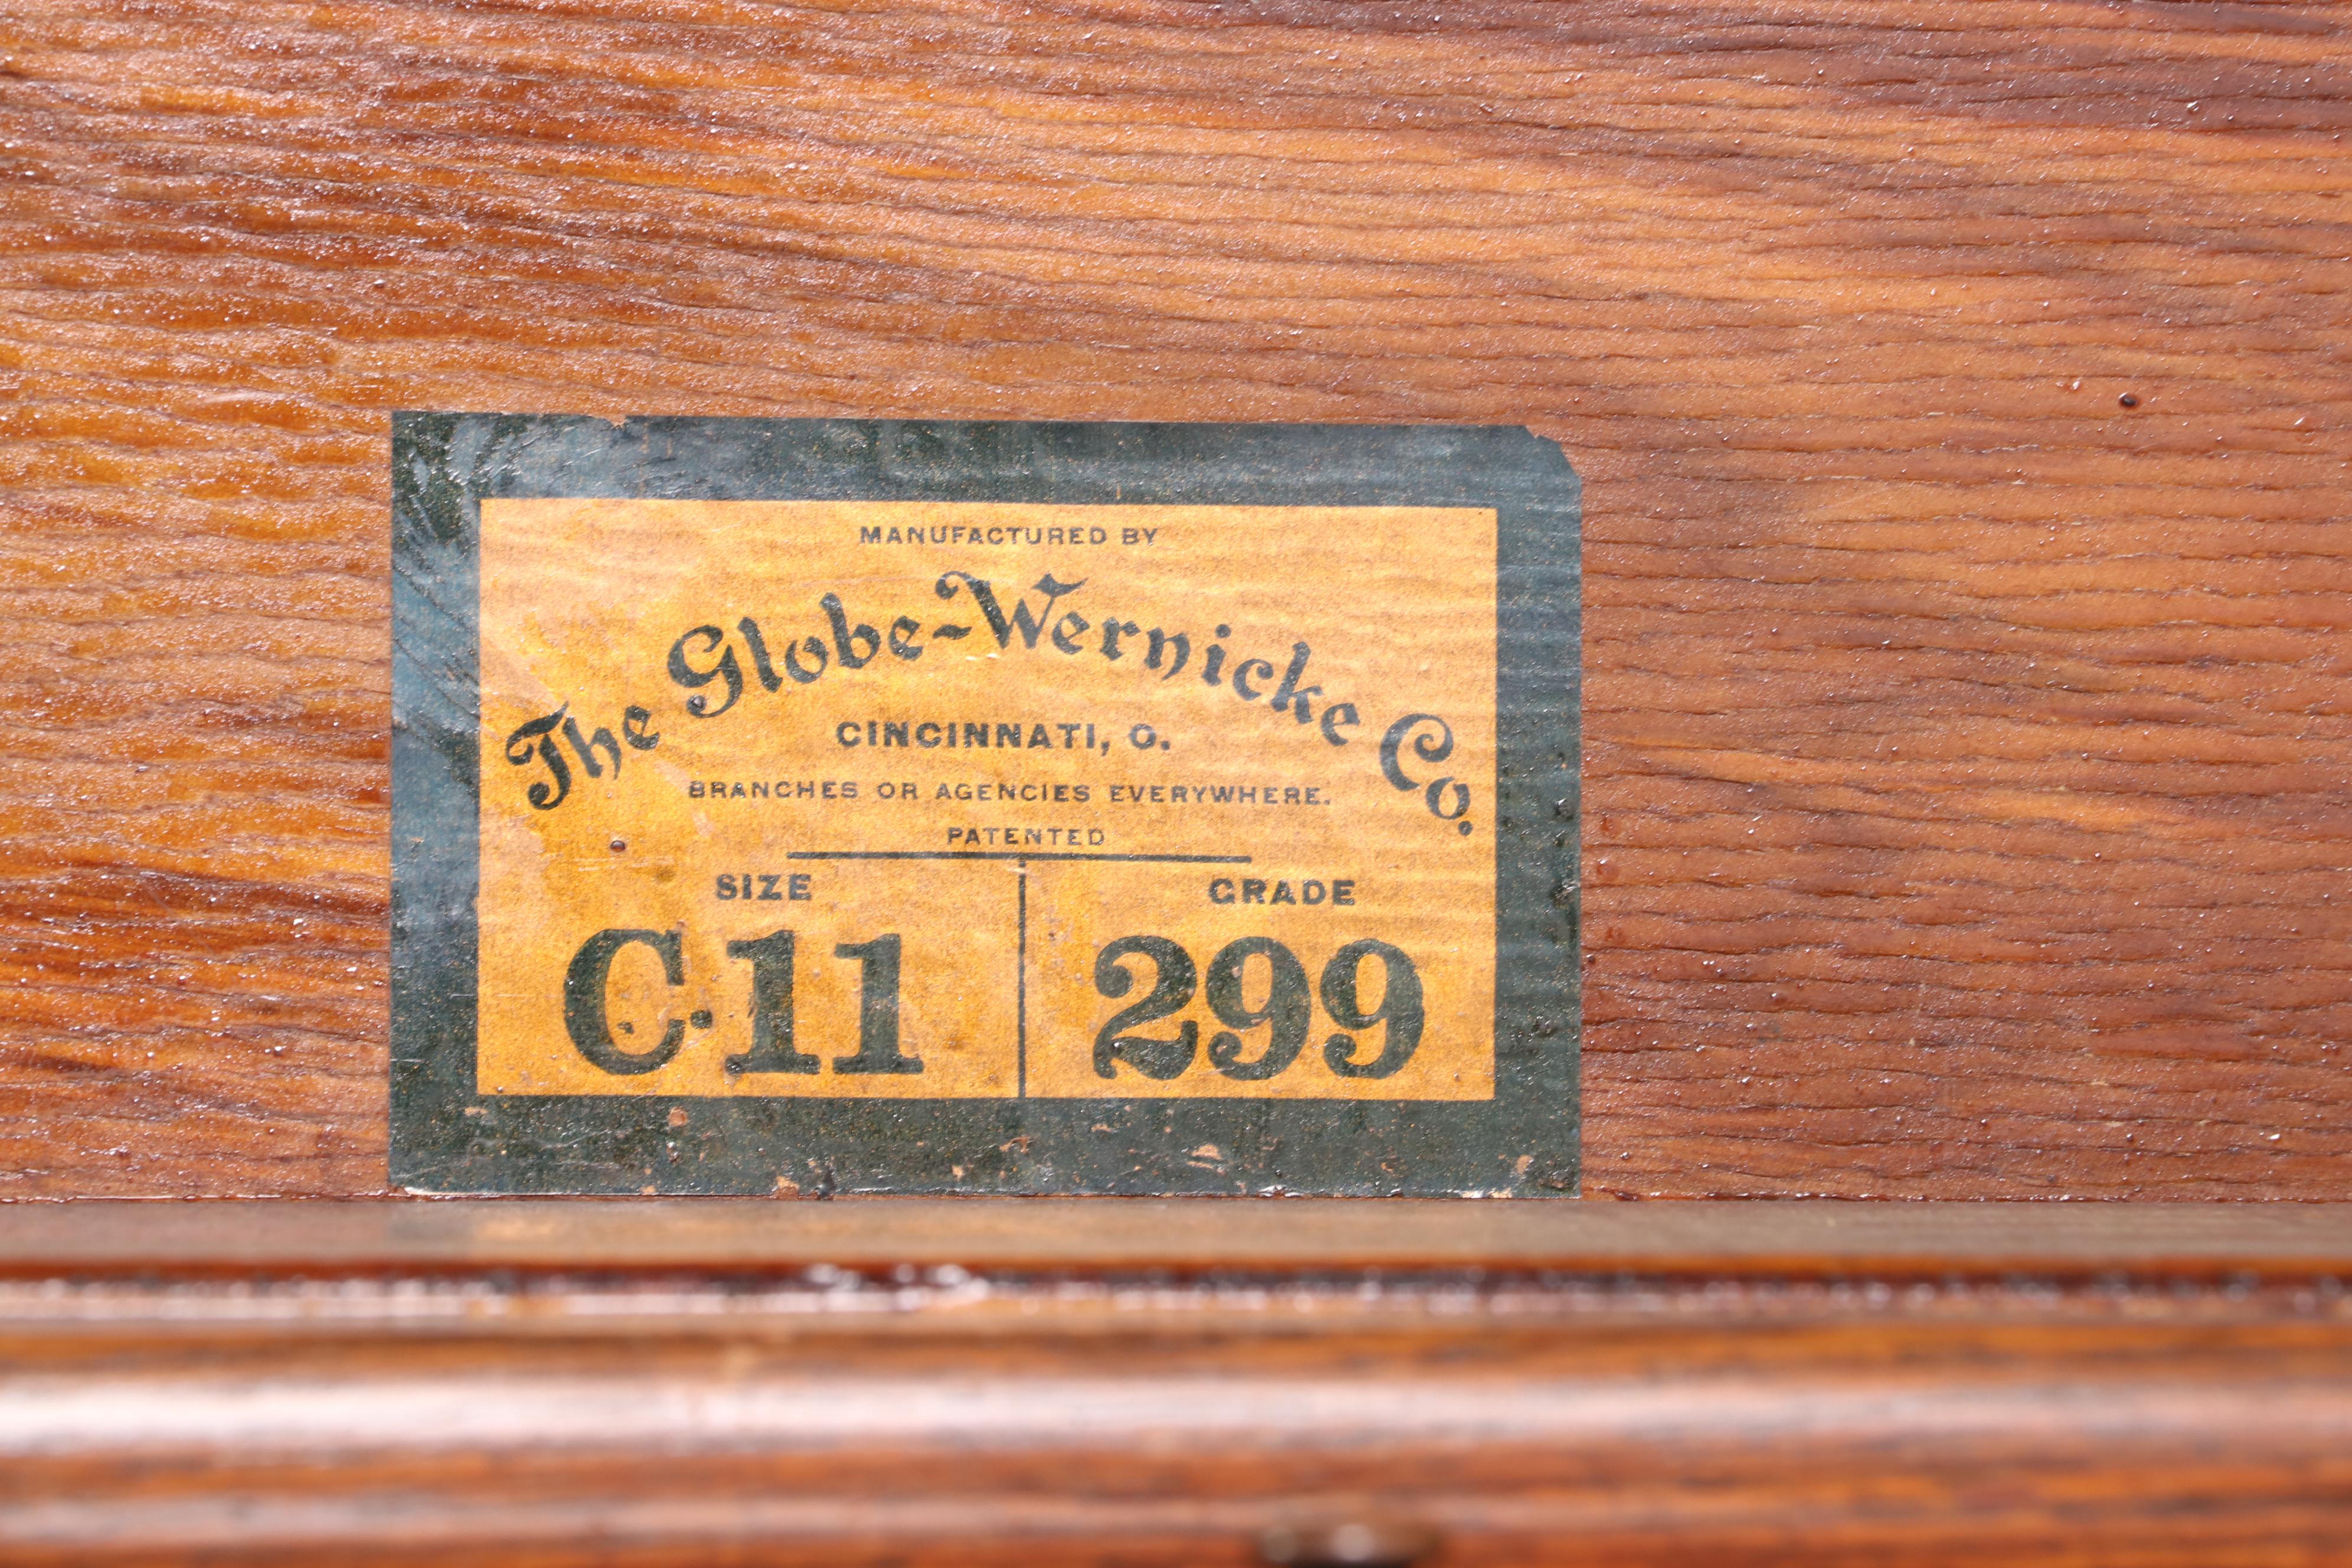 MANUFACTURED BY
The Globe-Wernicke Co.
CINCINNATI, O.
BRANCHES OR AGENCIES EVERYWHERE.
PATENTED
SIZE GRADE
C·11 299